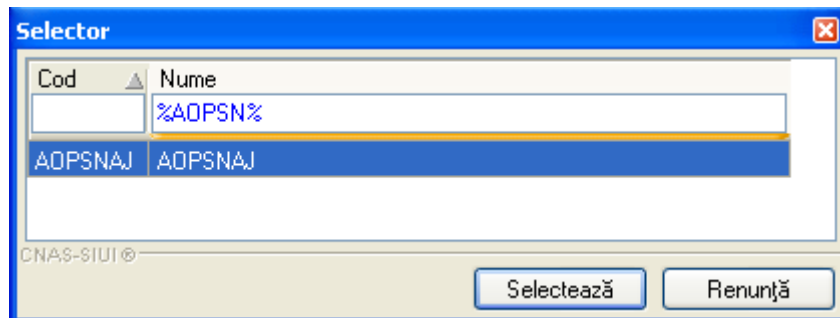 Selector
Cod Nume
%AOPSN%
AOPSNAJ AOPSNAJ
CNAS-SIUI®
Selectează Renunţă